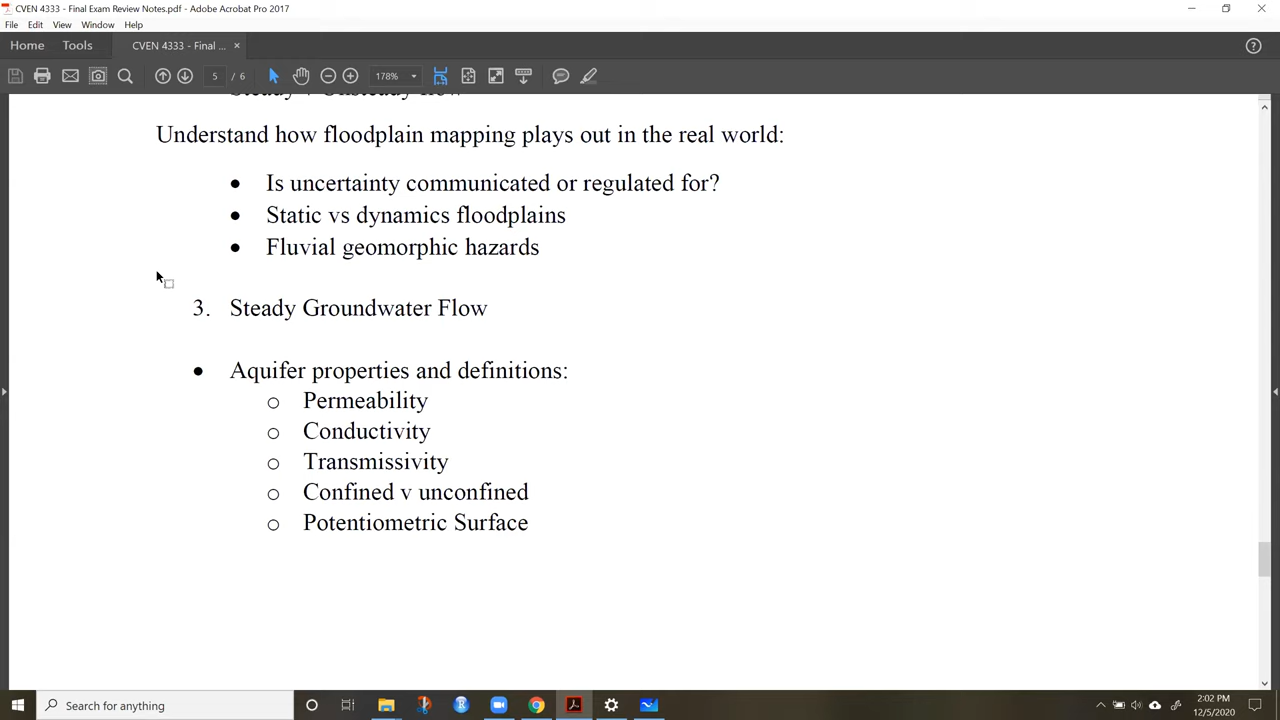 CVEN 4333 - Final Exam Review Notes.pdf - Adobe Acrobat Pro 2017
File Edit View Window Help
Home Tools CVEN 4333 - Final ... ×
5 / 6 178%
Understand how floodplain mapping plays out in the real world:
• Is uncertainty communicated or regulated for?
• Static vs dynamics floodplains
• Fluvial geomorphic hazards
3. Steady Groundwater Flow
• Aquifer properties and definitions:
o Permeability
o Conductivity
o Transmissivity
o Confined v unconfined
o Potentiometric Surface
Search for anything
2:02 PM
12/5/2020